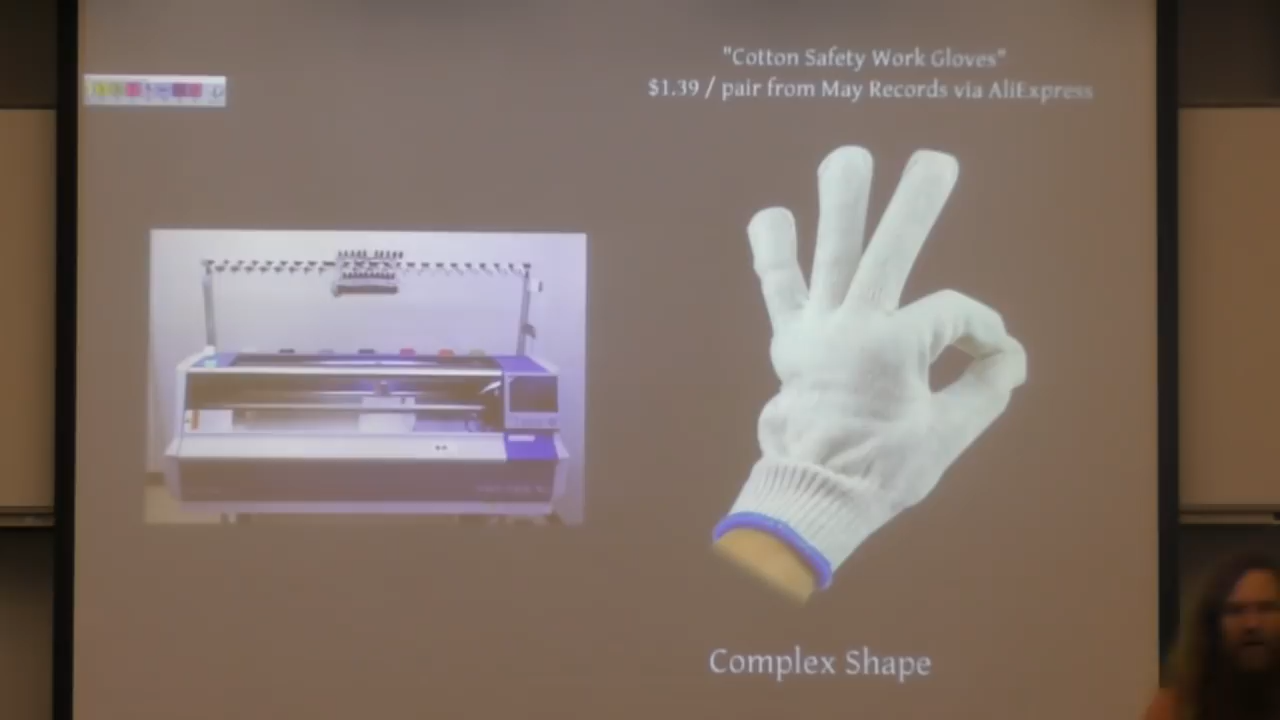 "Cotton Safety Work Gloves"
$1.39 / pair from May Records via AliExpress
Complex Shape